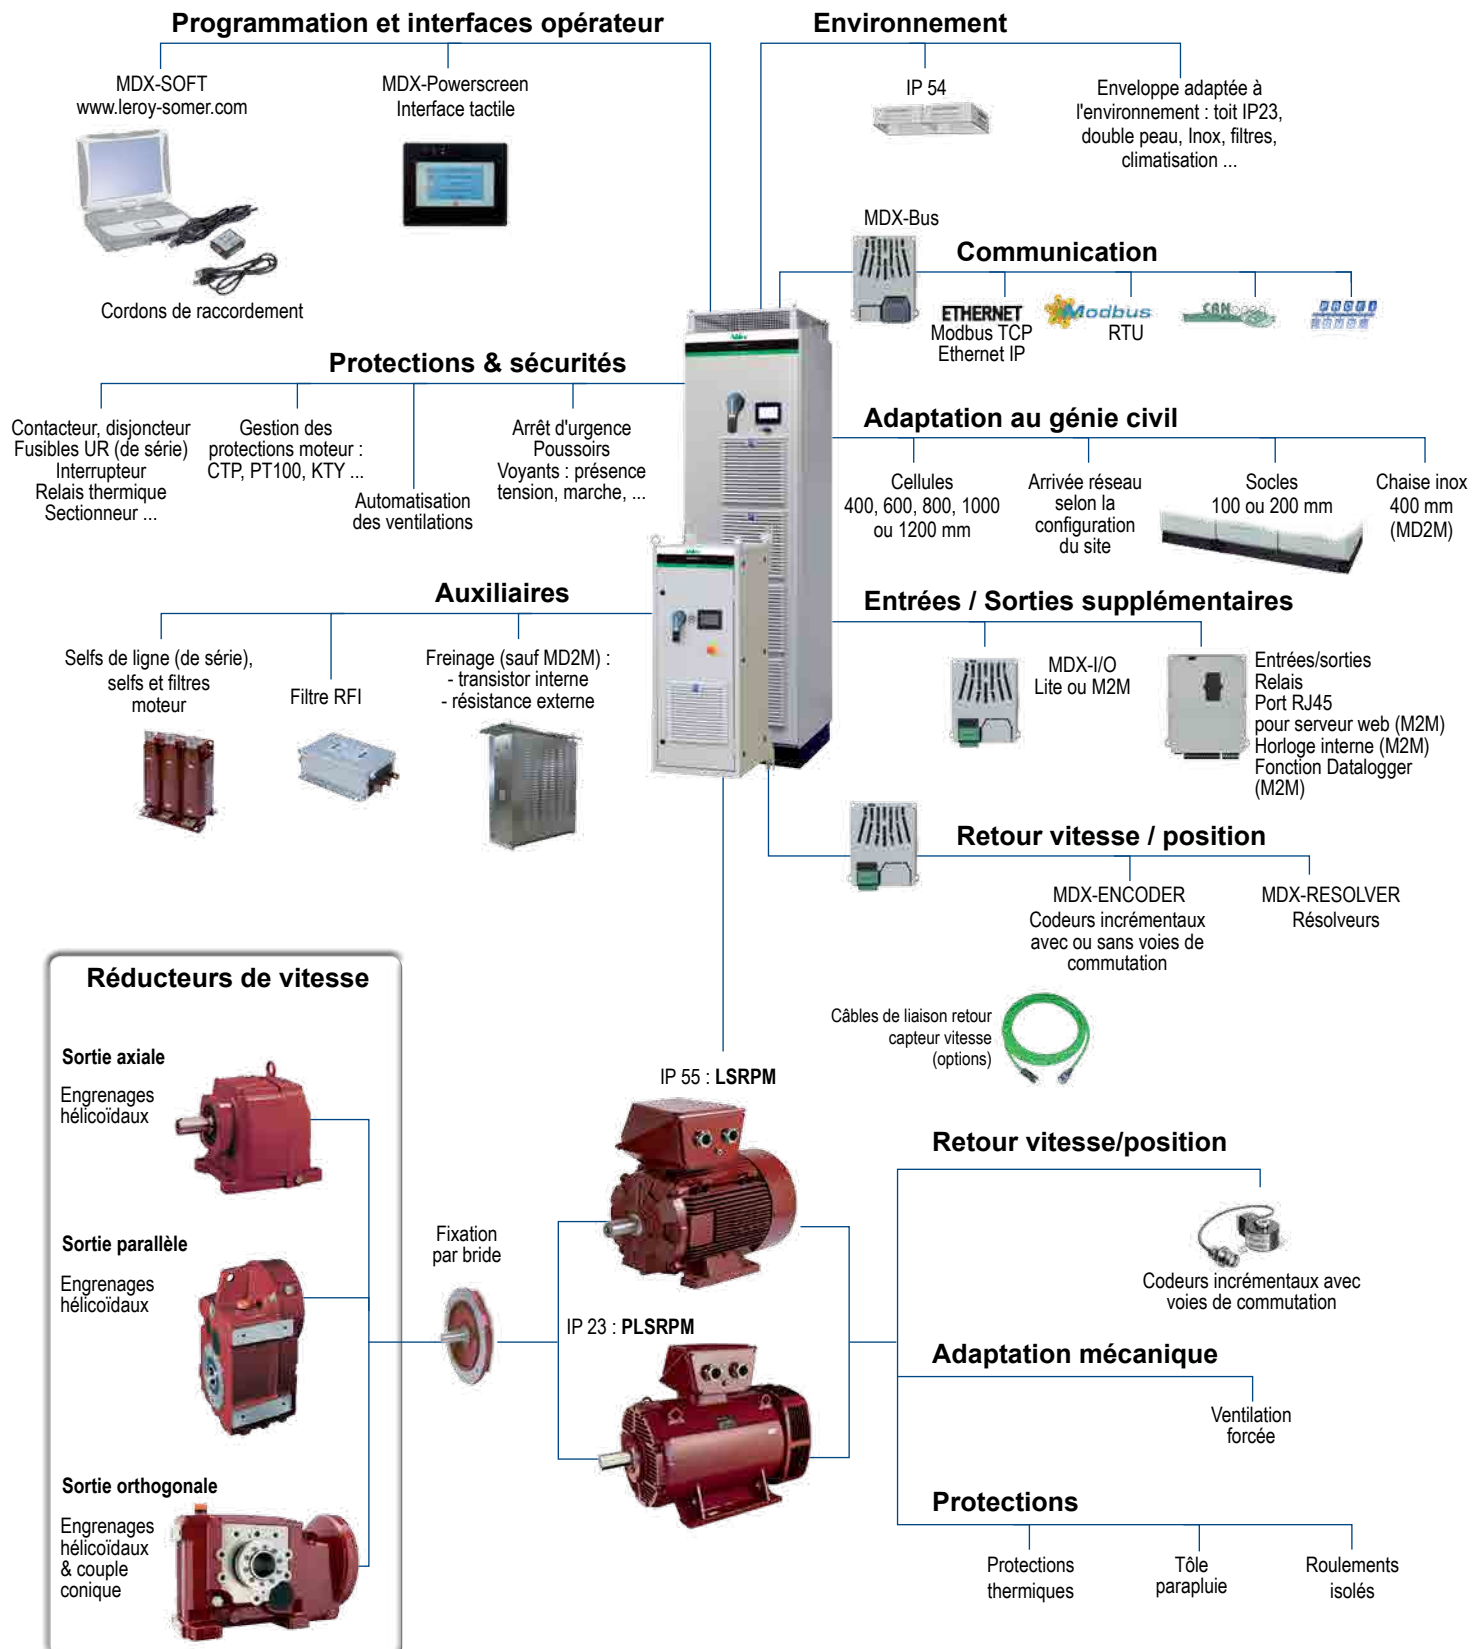 Programmation et interfaces opérateur
MDX-SOFT
www.leroy-somer.com
MDX-Powerscreen
Interface tactile
Cordons de raccordement
Environnement
IP 54
Enveloppe adaptée à
l'environnement : toit IP23,
double peau, Inox, filtres,
climatisation ...
MDX-Bus
Communication
ETHERNET
Modbus TCP
Ethernet IP
Modbus
RTU
CAN
Protections & sécurités
Contacteur, disjoncteur
Fusibles UR (de série)
Interrupteur
Relais thermique
Sectionneur ...
Gestion des
protections moteur :
CTP, PT100, KTY ...
Automatisation
des ventilations
Arrêt d'urgence
Poussoirs
Voyants : présence
tension, marche, ...
Adaptation au génie civil
Cellules
400, 600, 800, 1000
ou 1200 mm
Arrivée réseau
selon la
configuration
du site
Socles
100 ou 200 mm
Chaise inox
400 mm
(MD2M)
Auxiliaires
Selfs de ligne (de série),
selfs et filtres
moteur
Filtre RFI
Freinage (sauf MD2M) :
- transistor interne
- résistance externe
Entrées / Sorties supplémentaires
MDX-I/O
Lite ou M2M
Entrées/sorties
Relais
Port RJ45
pour serveur web (M2M)
Horloge interne (M2M)
Fonction Datalogger
(M2M)
Retour vitesse / position
MDX-ENCODER
Codeurs incrémentaux
avec ou sans voies de
commutation
MDX-RESOLVER
Résolveurs
Câbles de liaison retour
capteur vitesse
(options)
Réducteurs de vitesse
Sortie axiale
Engrenages
hélicoïdaux
Sortie parallèle
Engrenages
hélicoïdaux
Sortie orthogonale
Engrenages
hélicoïdaux
& couple
conique
Fixation
par bride
IP 55 : LSRPM
IP 23 : PLSRPM
Retour vitesse/position
Codeurs incrémentaux avec
voies de commutation
Adaptation mécanique
Ventilation
forcée
Protections
Protections
thermiques
Tôle
parapluie
Roulements
isolés